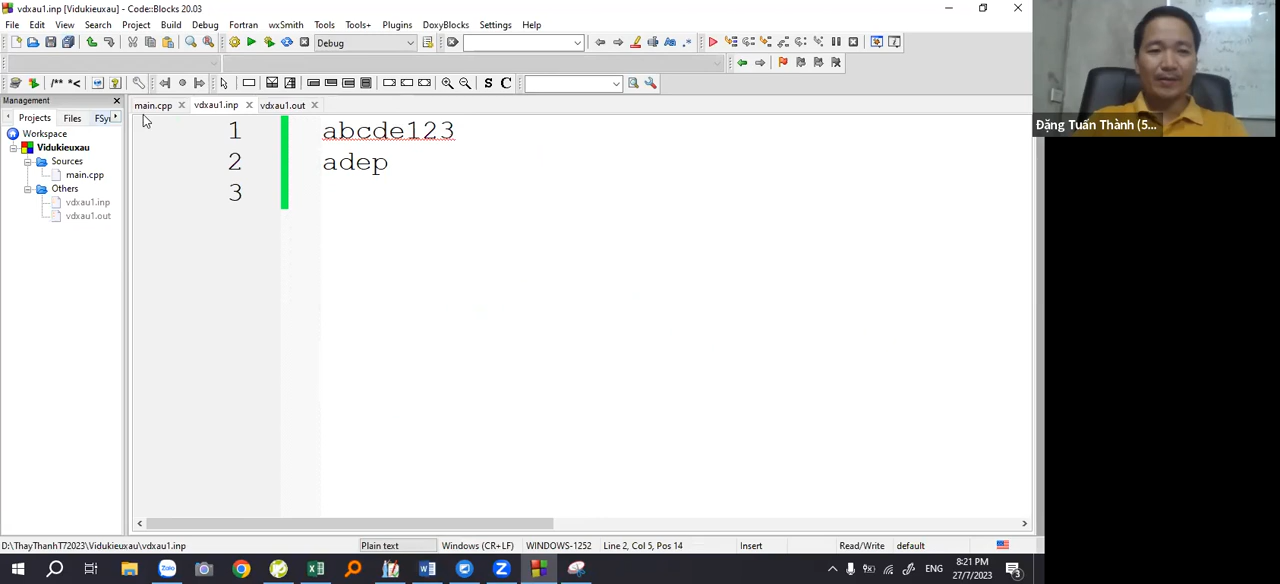 vdxau1.inp [Vidukieuxau] - Code::Blocks 20.03
File Edit View Search Project Build Debug Fortran wxSmith Tools Tools+ Plugins DoxyBlocks Settings Help
Debug
/** *<
S C
Management
Projects Files FSy
main.cpp vdxau1.inp vdxau1.out
Workspace
Vidukieuxau
Sources
main.cpp
Others
vdxau1.inp
vdxau1.out
1 abcde123
2 adep
3
Đặng Tuấn Thành (5...
D:\ThayThanhT72023\Vidukieuxau\vdxau1.inp Plain text Windows (CR+LF) WINDOWS-1252 Line 2, Col 5, Pos 14 Insert Read/Write default
ENG
8:21 PM
27/7/2023